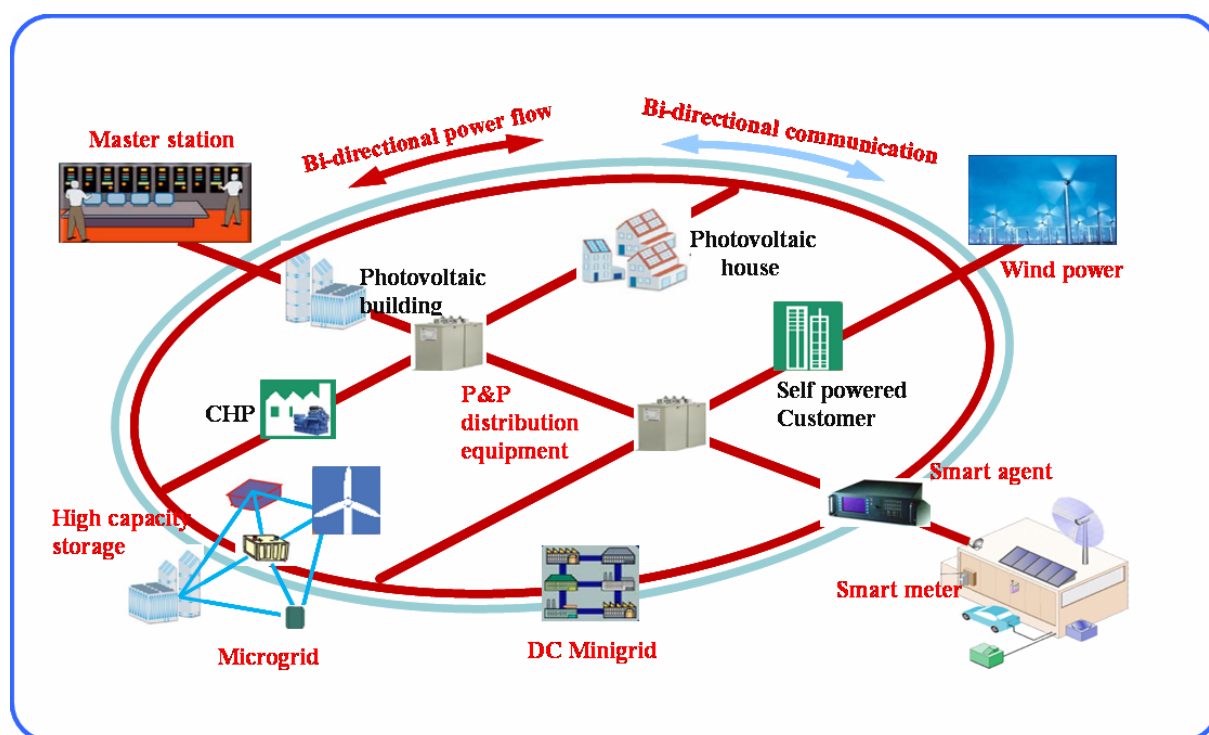 Bi-directional power flow
Bi-directional communication
Master station
Photovoltaic
house
Wind power
Photovoltaic
building
P&P
distribution
equipment
Self powered
Customer
CHP
Smart agent
High capacity
storage
Smart meter
Microgrid
DC Minigrid